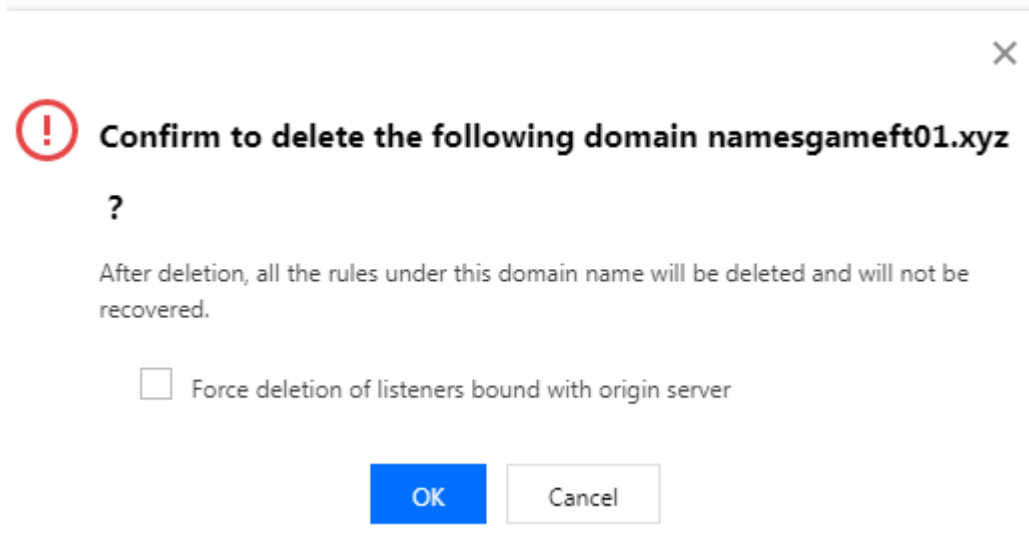 Confirm to delete the following domain namesgameft01.xyz
?
After deletion, all the rules under this domain name will be deleted and will not be
recovered.
Force deletion of listeners bound with origin server
OK Cancel